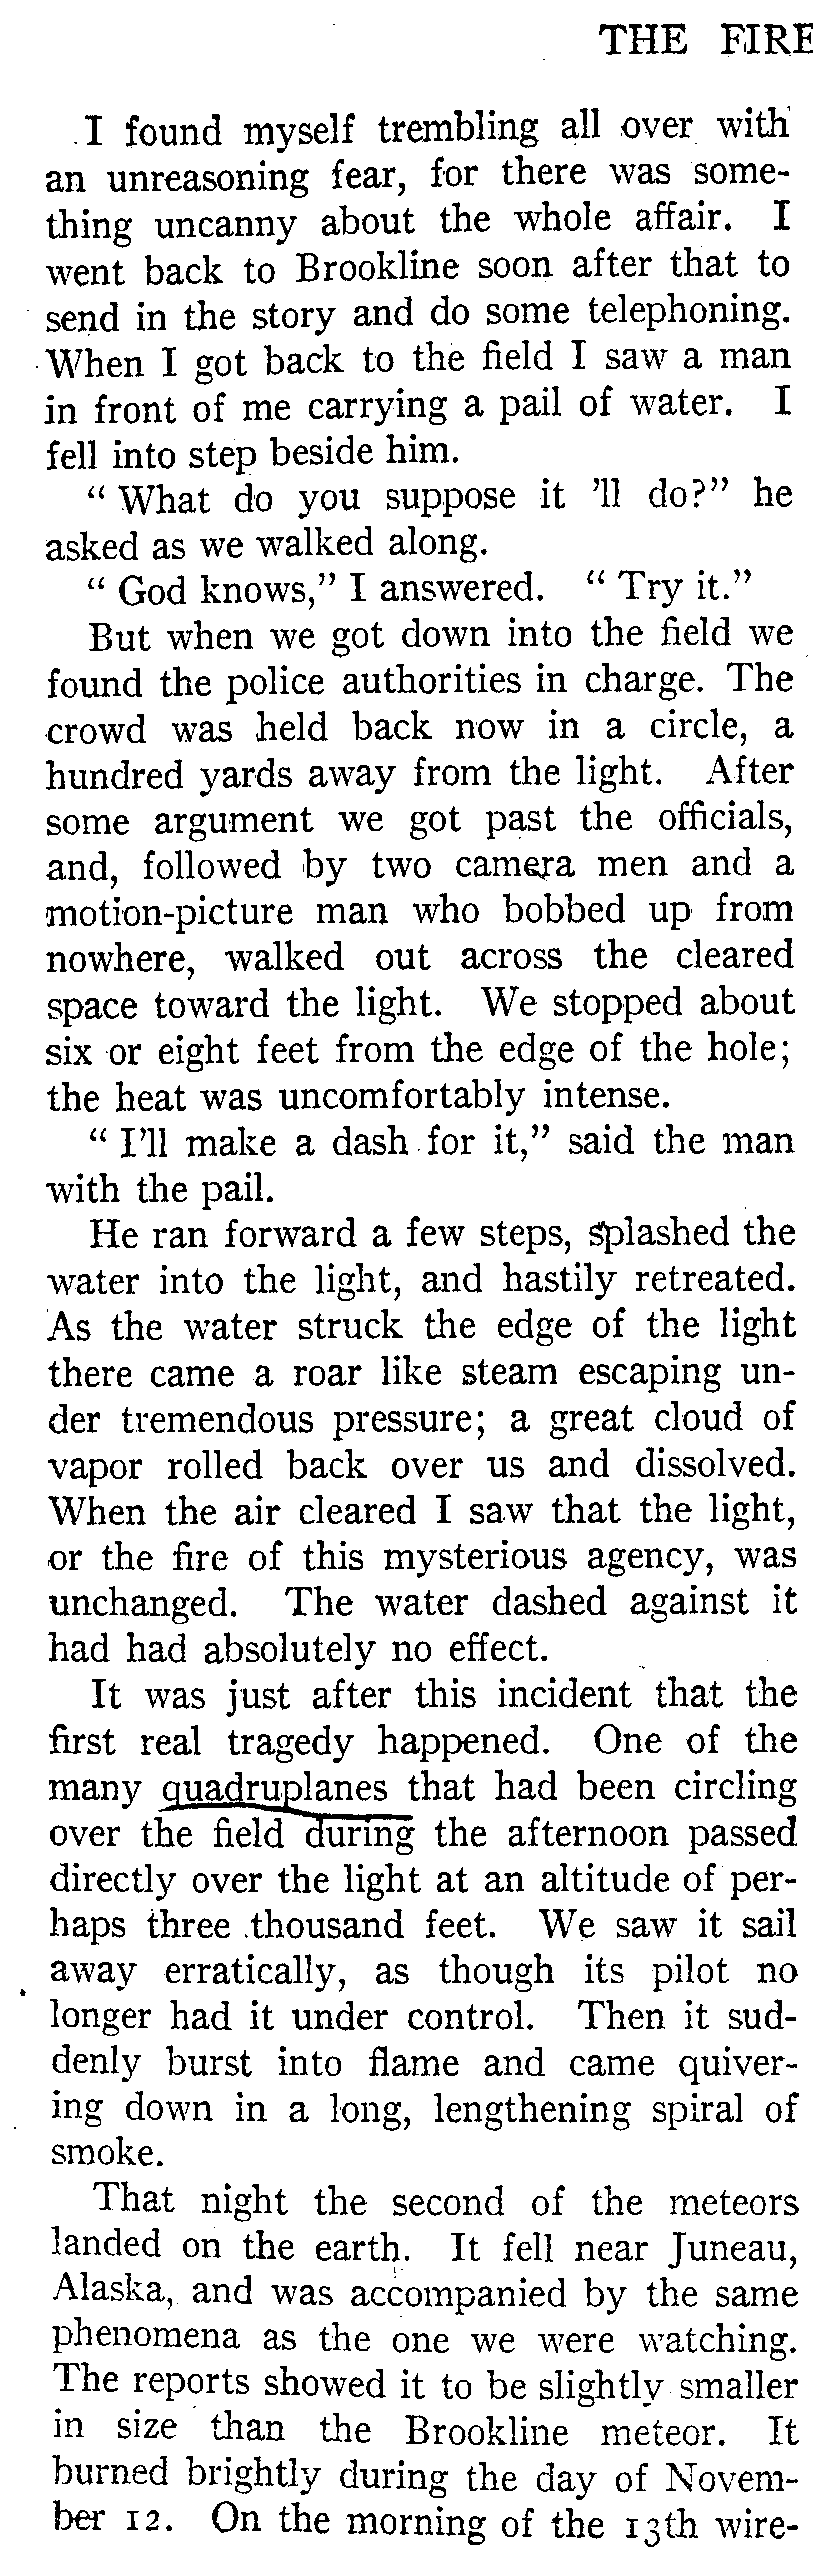 THE FIRE
I found myself trembling all over with
an unreasoning fear, for there was some-
thing uncanny about the whole affair. I
went back to Brookline soon after that to
send in the story and do some telephoning.
When I got back to the field I saw a man
in front of me carrying a pail of water. I
fell into step beside him.
“ What do you suppose it ’ll do?” he
asked as we walked along.
“ God knows,” I answered. “ Try it.”
But when we got down into the field we
found the police authorities in charge. The
crowd was held back now in a circle, a
hundred yards away from the light. After
some argument we got past the officials,
and, followed by two camera men and a
motion-picture man who bobbed up from
nowhere, walked out across the cleared
space toward the light. We stopped about
six or eight feet from the edge of the hole;
the heat was uncomfortably intense.
“ I’ll make a dash for it,” said the man
with the pail.
He ran forward a few steps, splashed the
water into the light, and hastily retreated.
As the water struck the edge of the light
there came a roar like steam escaping un-
der tremendous pressure; a great cloud of
vapor rolled back over us and dissolved.
When the air cleared I saw that the light,
or the fire of this mysterious agency, was
unchanged. The water dashed against it
had had absolutely no effect.
It was just after this incident that the
first real tragedy happened. One of the
many quadruplanes that had been circling
over the field during the afternoon passed
directly over the light at an altitude of per-
haps three thousand feet. We saw it sail
away erratically, as though its pilot no
longer had it under control. Then it sud-
denly burst into flame and came quiver-
ing down in a long, lengthening spiral of
smoke.
That night the second of the meteors
landed on the earth. It fell near Juneau,
Alaska, and was accompanied by the same
phenomena as the one we were watching.
The reports showed it to be slightly smaller
in size than the Brookline meteor. It
burned brightly during the day of Novem-
ber 12. On the morning of the 13th wire-